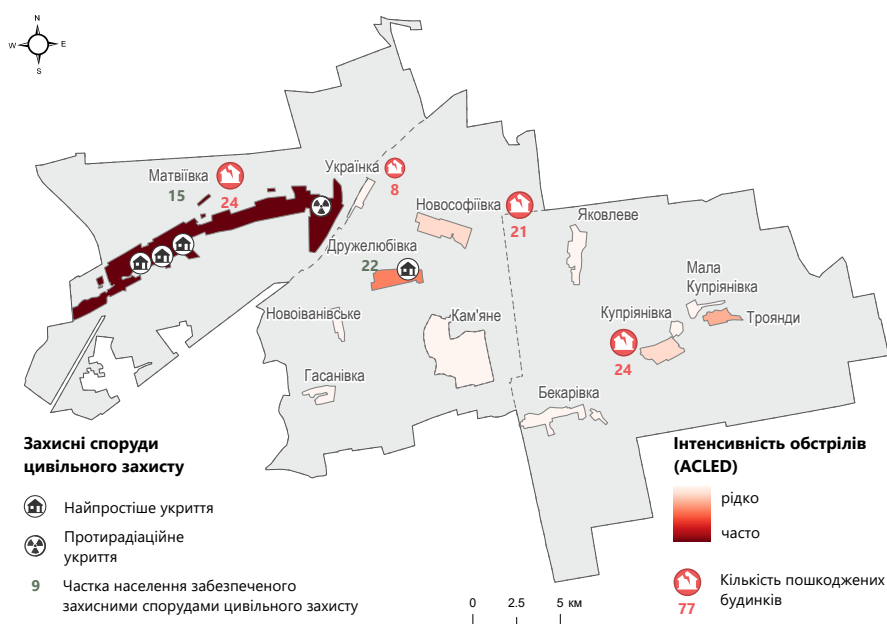 N
W E
S
Матвіївка
15
24
Українка
8
Новософіївка
21
Яковлеве
Дружелюбівка
22
Мала
Купріянівка
Новоіванівське
Кам'яне
Купріянівка
Троянди
24
Гасанівка
Бекарівка
Захисні споруди
цивільного захисту
Найпростіше укриття
Протирадіаційне
укриття
9 Частка населення забезпеченого
захисними спорудами цивільного захисту
0 2.5 5 км
Інтенсивність обстрілів
(ACLED)
рідко
часто
Кількість пошкоджених
будинків
77